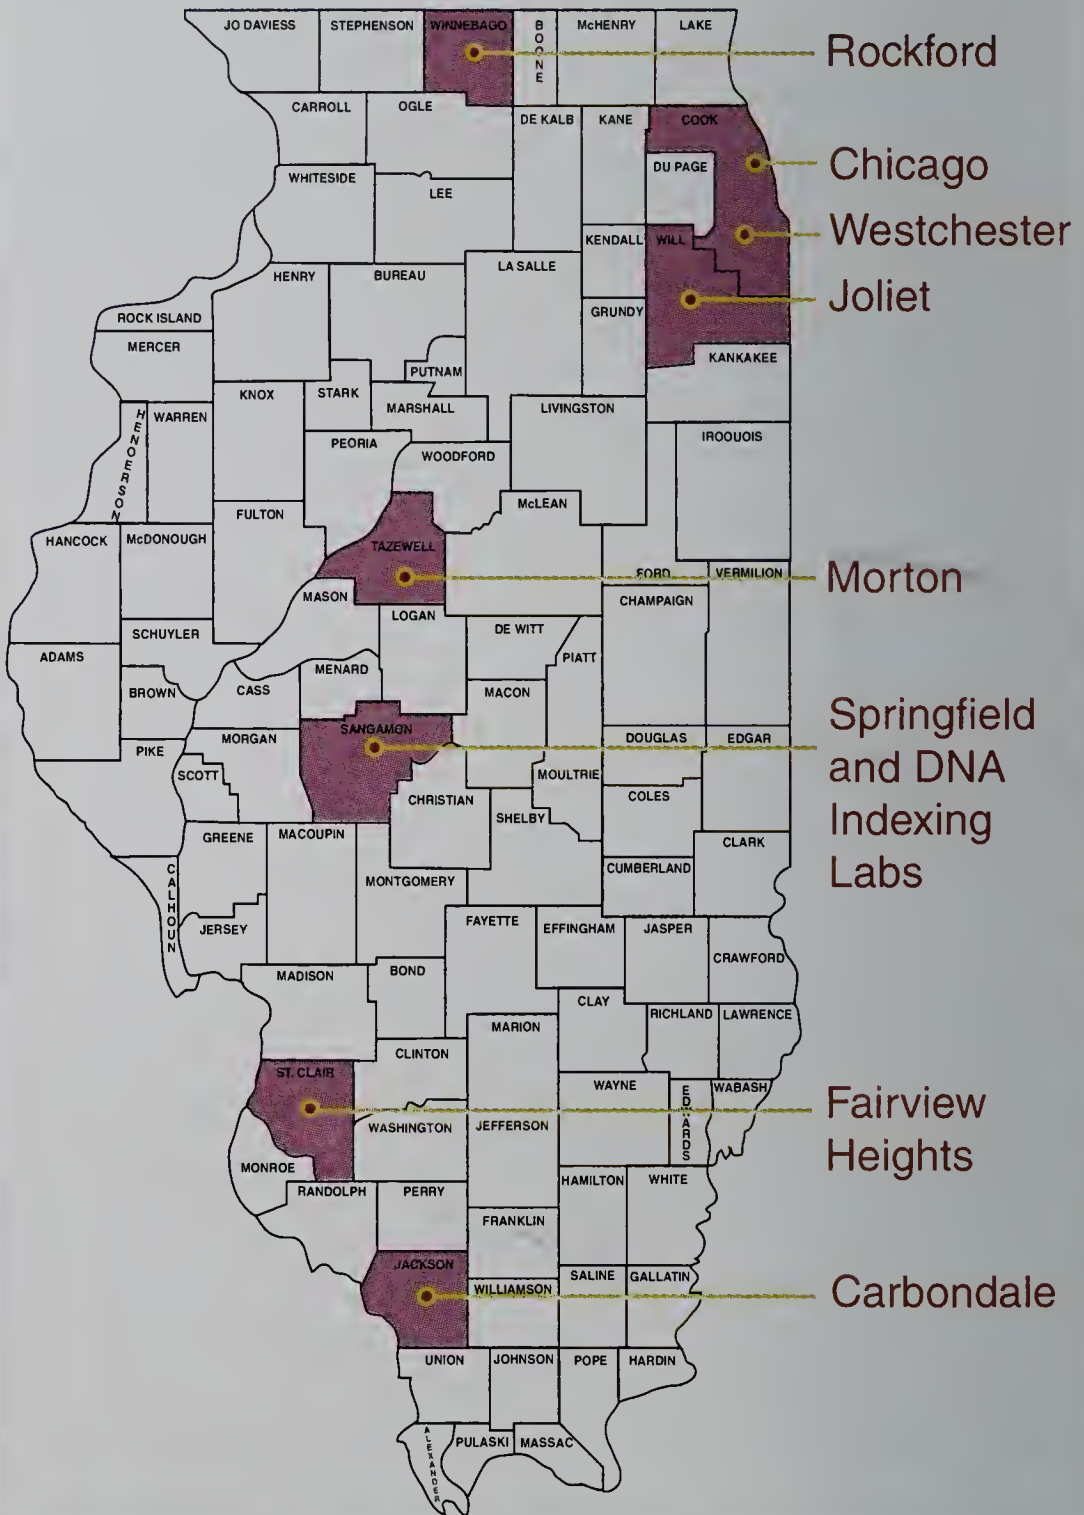 JO DAVIESS
STEPHENSON
WINNEBAGO
BOONE
McHENRY
LAKE
Rockford
CARROLL
OGLE
DE KALB
KANE
COOK
Chicago
DU PAGE
WHITESIDE
LEE
Westchester
KENDALL
WILL
HENRY
BUREAU
LA SALLE
Joliet
ROCK ISLAND
GRUNDY
MERCER
KANKAKEE
PUTNAM
KNOX
STARK
MARSHALL
LIVINGSTON
HENOERSON
WARREN
PEORIA
WOODFORD
IROOUOIS
McLEAN
FULTON
HANCOCK
McDONOUGH
TAZEWELL
FORD
VERMILION
Morton
MASON
LOGAN
CHAMPAIGN
SCHUYLER
DE WITT
ADAMS
PIATT
MENARD
BROWN
CASS
MACON
SANGAMON
MORGAN
DOUGLAS
EDGAR
Springfield
and DNA
Indexing
Labs
PIKE
SCOTT
MOULTRIE
CHRISTIAN
COLES
SHELBY
GREENE
MACOUPIN
CLARK
CUMBERLAND
CALHOUN
MONTGOMERY
FAYETTE
EFFINGHAM
JASPER
JERSEY
CRAWFORD
MADISON
BOND
CLAY
RICHLAND
LAWRENCE
MARION
CLINTON
ST. CLAIR
WAYNE
EDWARDS
WABASH
Fairview
Heights
WASHINGTON
JEFFERSON
MONROE
HAMILTON
WHITE
RANDOLPH
PERRY
FRANKLIN
JACKSON
SALINE
GALLATIN
WILLIAMSON
Carbondale
UNION
JOHNSON
POPE
HARDIN
ALEXANDER
PULASKI
MASSAC